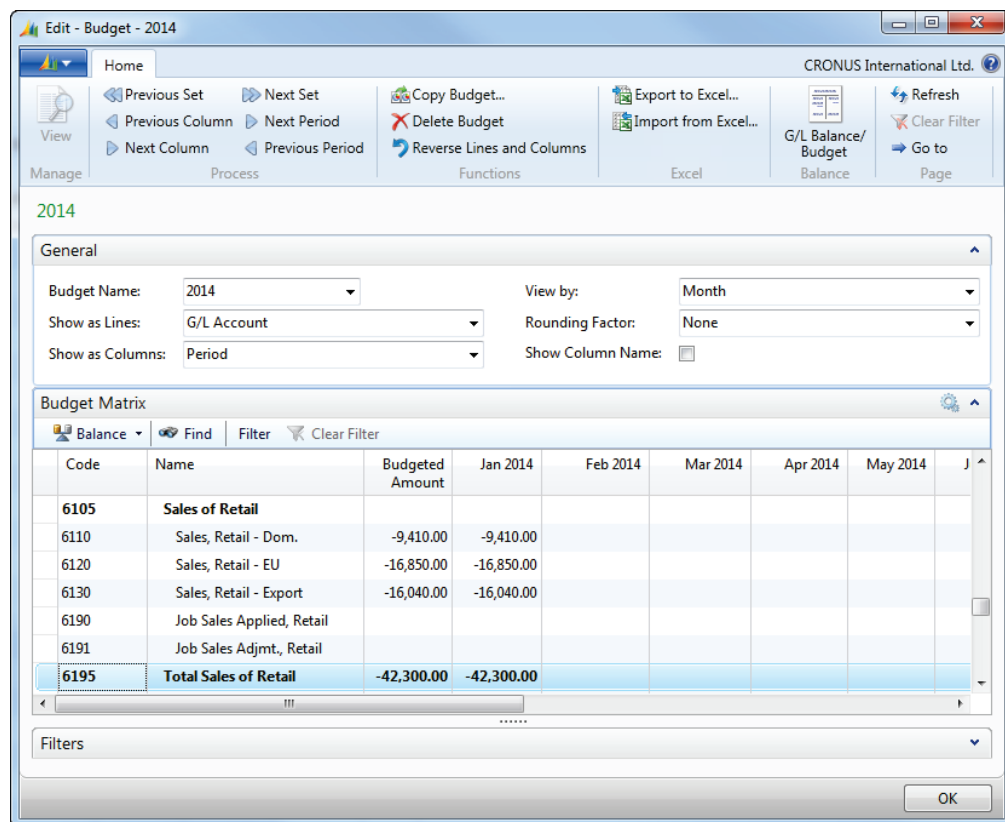 Edit - Budget - 2014
Home
CRONUS International Ltd.
View
Previous Set
Next Set
Previous Column
Next Period
Next Column
Previous Period
Copy Budget...
Delete Budget
Reverse Lines and Columns
Export to Excel...
Import from Excel...
G/L Balance/
Budget
Refresh
Clear Filter
Go to
Manage Process Functions Excel Balance Page
2014
General
Budget Name: 2014 View by: Month
Show as Lines: G/L Account Rounding Factor: None
Show as Columns: Period Show Column Name:
Budget Matrix
Balance Find Filter Clear Filter
Code Name Budgeted Amount Jan 2014 Feb 2014 Mar 2014 Apr 2014 May 2014 J
6105 Sales of Retail
6110 Sales, Retail - Dom. -9,410.00 -9,410.00
6120 Sales, Retail - EU -16,850.00 -16,850.00
6130 Sales, Retail - Export -16,040.00 -16,040.00
6190 Job Sales Applied, Retail
6191 Job Sales Adjmt., Retail
6195 Total Sales of Retail -42,300.00 -42,300.00
Filters
OK